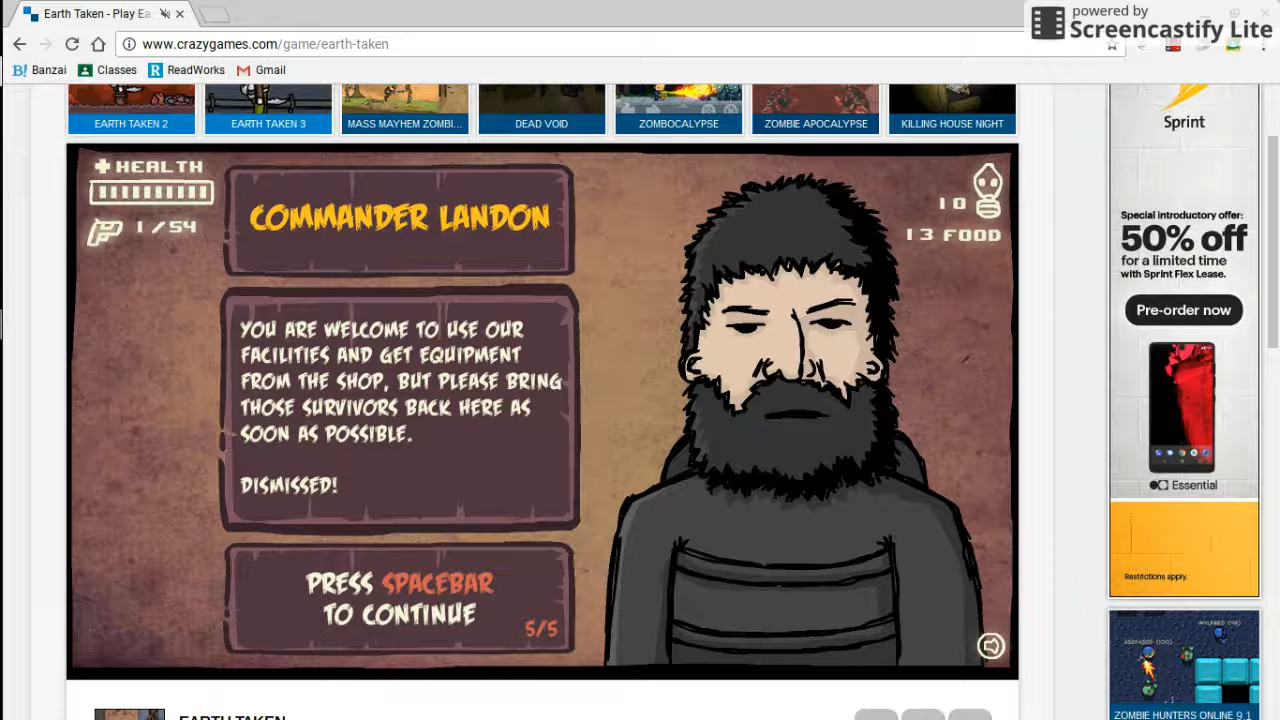 Earth Taken - Play Ea
powered by
Screencastify Lite
www.crazygames.com/game/earth-taken
B! Banzai
Classes
R ReadWorks
Gmail
EARTH TAKEN 2
EARTH TAKEN 3
MASS MAYHEM ZOMBI...
DEAD VOID
ZOMBOCALYPSE
ZOMBIE APOCALYPSE
KILLING HOUSE NIGHT
HEALTH
1/54
10
13 FOOD
COMMANDER LANDON
YOU ARE WELCOME TO USE OUR
FACILITIES AND GET EQUIPMENT
FROM THE SHOP, BUT PLEASE BRING
THOSE SURVIVORS BACK HERE AS
SOON AS POSSIBLE.
DISMISSED!
PRESS SPACEBAR
TO CONTINUE
5/5
EARTH TAKEN
Sprint
Special introductory offer:
50% off
for a limited time
with Sprint Flex Lease.
Pre-order now
Essential
Restrictions apply.
ZOMBIE HUNTERS ONLINE 9.1